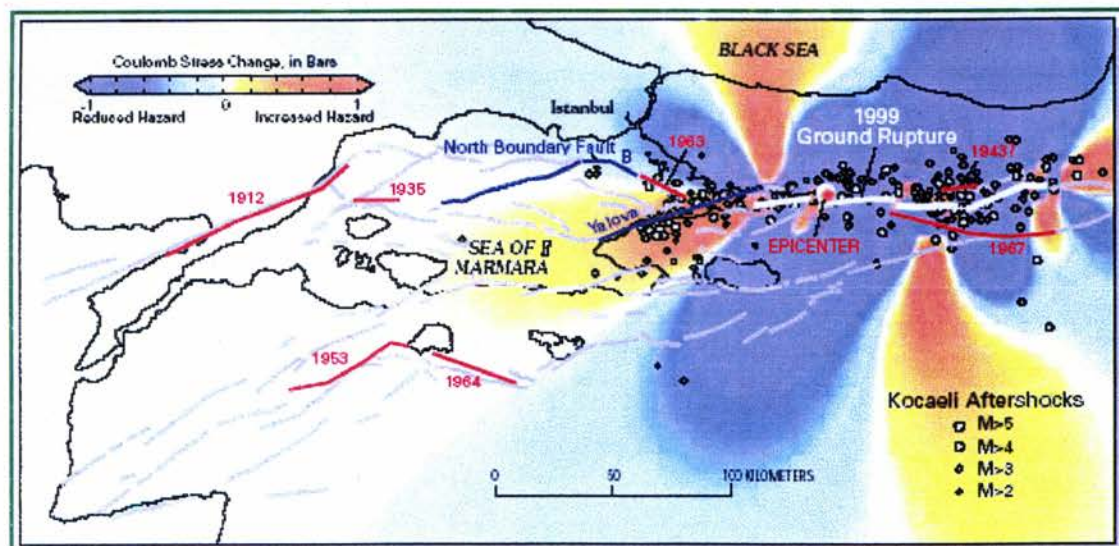 Coulomb Stress Change, in Bars
-1 0 1
Reduced Hazard Increased Hazard
BLACK SEA
Istanbul
1999
Ground Rupture
North Boundary Fault B
1963
1943/
1912
1935
Yalova
SEA OF
MARMARA
EPICENTER
1967
1953
1964
Kocaeli Aftershocks
M>5
M>4
M>3
M>2
0 50 100 KILOMETERS